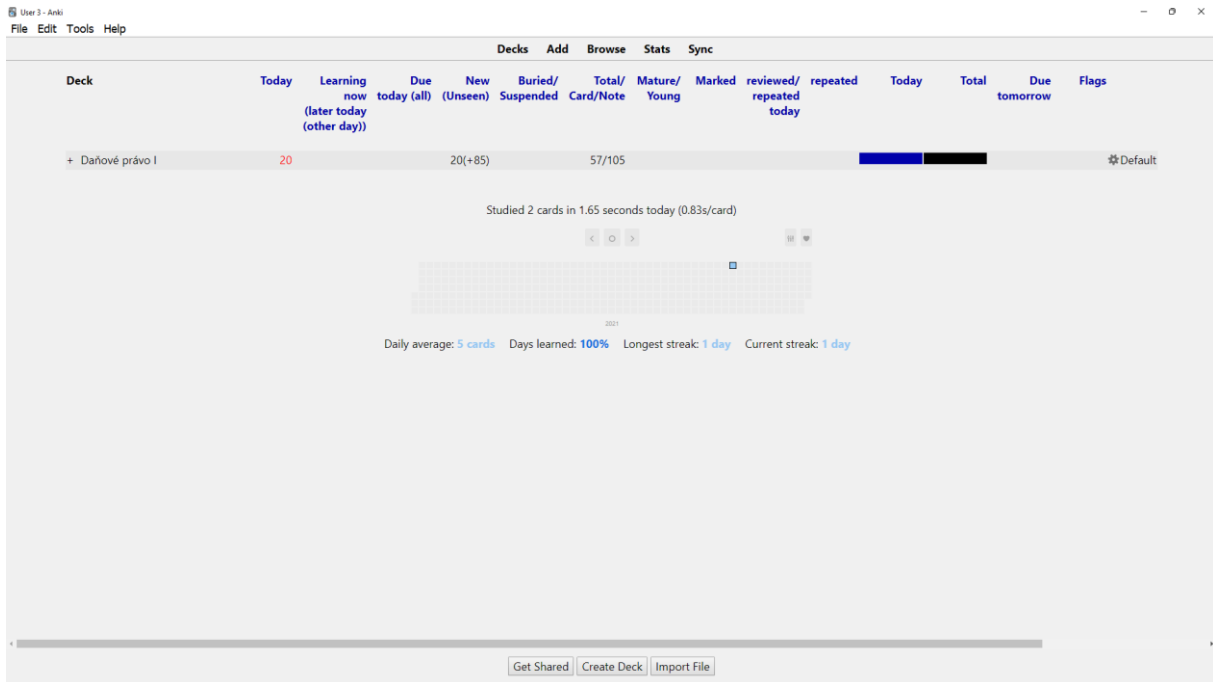 User 3 - Anki
File Edit Tools Help
Decks Add Browse Stats Sync
Deck Today Learning Due New Buried/ Total/ Mature/ Marked reviewed/ repeated Today Total Due Flags
now today (all) (Unseen) Suspended Card/Note Young repeated tomorrow
(later today today
(other day))
+ Daňové právo I 20 20(+85) 57/105 Default
Studied 2 cards in 1.65 seconds today (0.83s/card)
2021
Daily average: 5 cards Days learned: 100% Longest streak: 1 day Current streak: 1 day
Get Shared Create Deck Import File